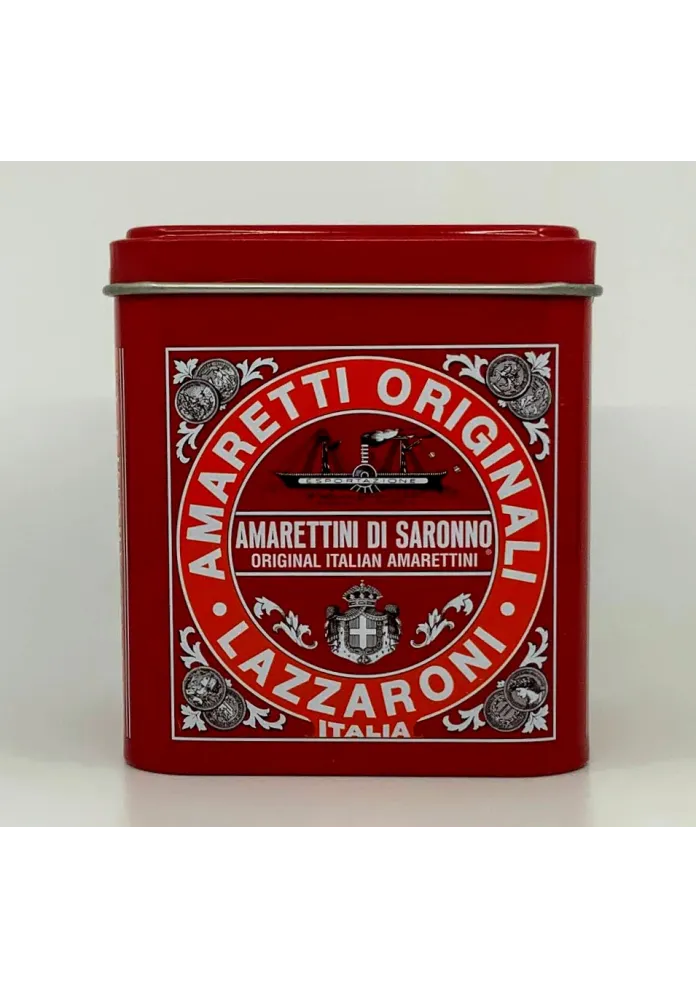 AMARETTI ORIGINALI
ESPORTAZIONE
AMARETTINI DI SARONNO
ORIGINAL ITALIAN AMARETTINI
®
• LAZZARONI •
ITALIA